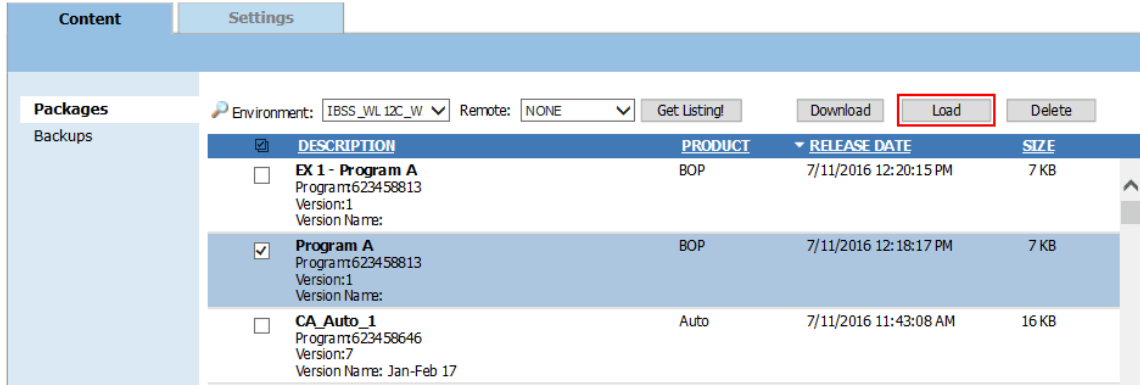 Content Settings
Packages
Backups
Environment: IBSS_WL12C_W Remote: NONE Get Listing! Download Load Delete
DESCRIPTION PRODUCT RELEASE DATE SIZE
EX 1 - Program A BOP 7/11/2016 12:20:15 PM 7 KB
Program:623458813
Version:1
Version Name:
Program A BOP 7/11/2016 12:18:17 PM 7 KB
Program:623458813
Version:1
Version Name:
CA_Auto_1 Auto 7/11/2016 11:43:08 AM 16 KB
Program:623458646
Version:7
Version Name: Jan-Feb 17